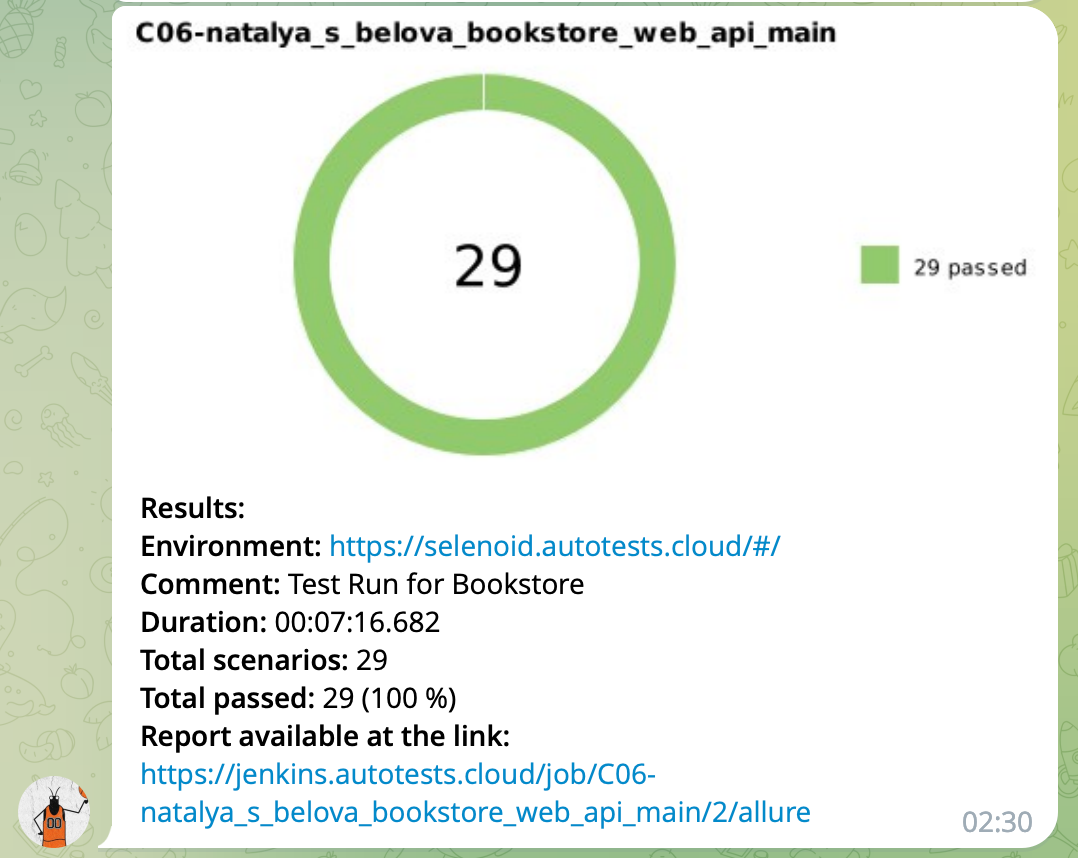 C06-natalya_s_belova_bookstore_web_api_main
29
29 passed
Results:
Environment: https://selenoid.autotests.cloud/#/
Comment: Test Run for Bookstore
Duration: 00:07:16.682
Total scenarios: 29
Total passed: 29 (100 %)
Report available at the link:
https://jenkins.autotests.cloud/job/C06-
natalya_s_belova_bookstore_web_api_main/2/allure
00
02:30